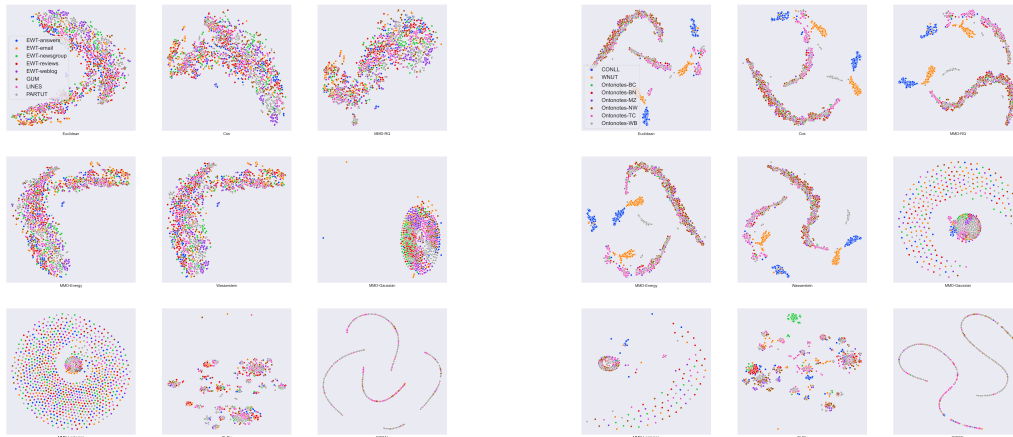 EWT-answers
EWT-email
EWT-newsgroup
EWT-reviews
EWT-weblog
GUM
LINES
PARTUT
Euclidean
Cos
MMD-RQ
CONLL
WNUT
Ontonotes-BC
Ontonotes-BN
Ontonotes-MZ
Ontonotes-NW
Ontonotes-TC
Ontonotes-WB
Euclidean
Cos
MMD-RQ
MMD-Energy
Wasserstein
MMD-Gaussian
MMD-Energy
Wasserstein
MMD-Gaussian